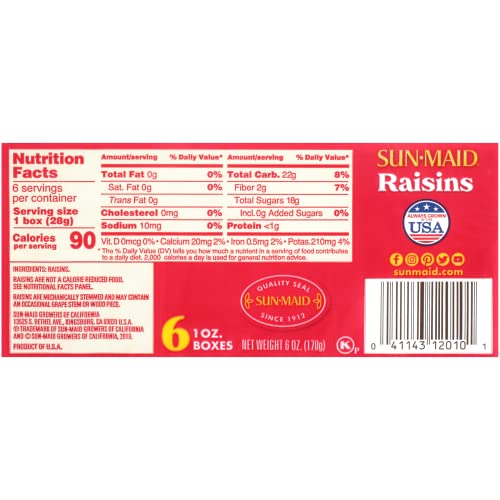 Nutrition
Facts
6 servings
per container
Serving size
1 box (28g)
Calories
per serving 90
Amount/serving % Daily Value*
Total Fat 0g 0%
Sat. Fat 0g 0%
Trans Fat 0g
Cholesterol 0mg 0%
Sodium 10mg 0%
Amount/serving % Daily Value*
Total Carb. 22g 8%
Fiber 2g 7%
Total Sugars 18g
Incl.0g Added Sugars 0%
Protein <1g
Vit. D 0mcg 0% • Calcium 20mg 2% • Iron 0.5mg 2% • Potas.210mg 4%
* The % Daily Value (DV) tells you how much a nutrient in a serving of food contributes
to a daily diet. 2,000 calories a day is used for general nutrition advice.
INGREDIENTS: RAISINS.
RAISINS ARE NOT A CALORIE REDUCED FOOD,
SEE NUTRITIONAL FACTS PANEL.
RAISINS ARE MECHANICALLY STEMMED AND MAY CONTAIN
AN OCCASIONAL GRAPE STEM OR WOOD PIECE.
SUN-MAID GROWERS OF CALIFORNIA
13525 S. BETHEL AVE., KINGSBURG, CA 93631 U.S.A.
® TRADEMARK OF SUN-MAID GROWERS OF CALIFORNIA
© SUN-MAID GROWERS OF CALIFORNIA, 2019.
PRODUCT OF U.S.A.
QUALITY SEAL
SUN-MAID
SINCE 1912
6 1 OZ.
BOXES
NET WEIGHT 6 OZ. (170g)
K P
SUN-MAID
Raisins
ALWAYS GROWN
IN THE
USA
sunmaid.com
0 41143 12010 1